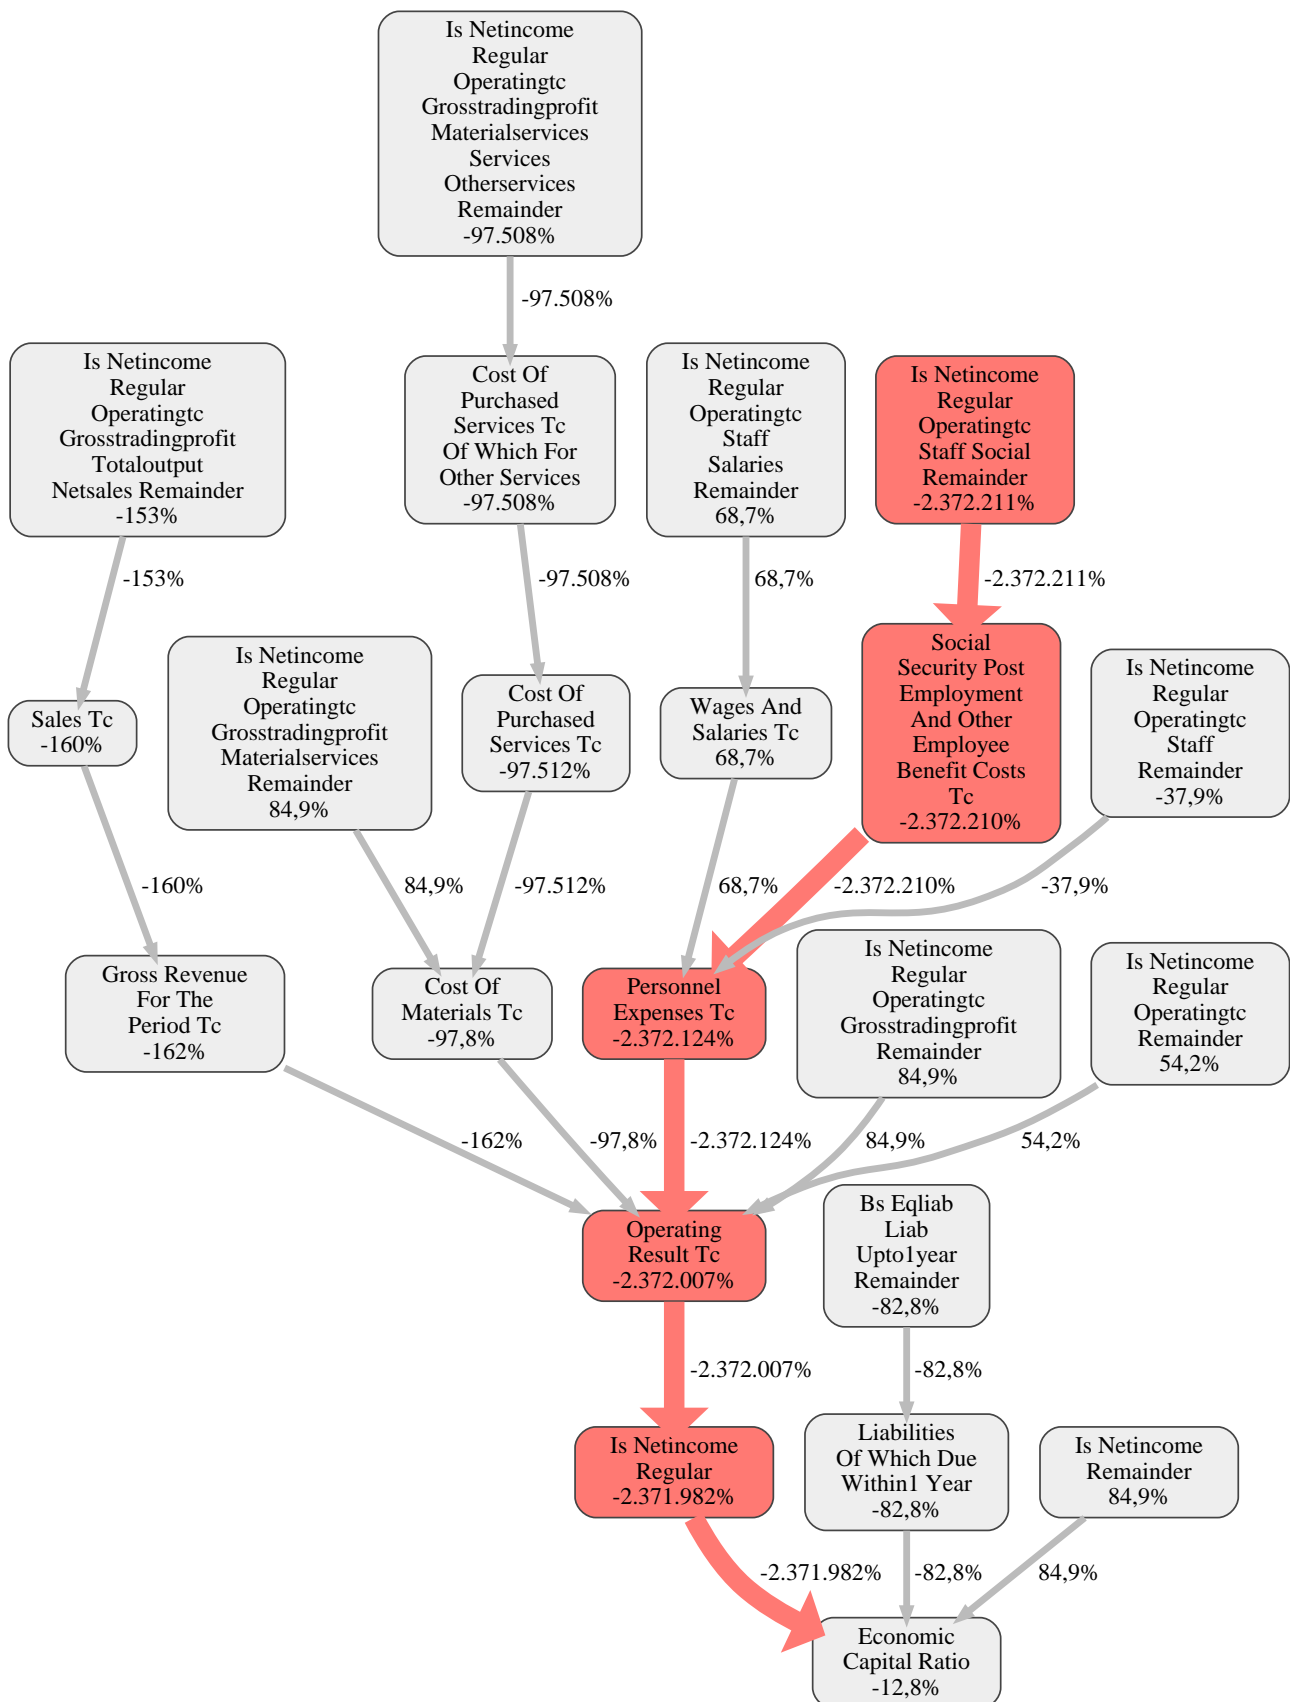 Is Netincome
Regular
Operatingtc
Grosstradingprofit
Materialservices
Services
Otherservices
Remainder
-97.508%
-97.508%
Is Netincome
Regular
Operatingtc
Grosstradingprofit
Totaloutput
Netsales Remainder
-153%
Cost Of
Purchased
Services Tc
Of Which For
Other Services
-97.508%
Is Netincome
Regular
Operatingtc
Staff
Salaries
Remainder
68,7%
Is Netincome
Regular
Operatingtc
Staff Social
Remainder
-2.372.211%
-153%
-97.508%
68,7%
-2.372.211%
Is Netincome
Regular
Operatingtc
Grosstradingprofit
Materialservices
Remainder
84,9%
Social
Security Post
Employment
And Other
Employee
Benefit Costs
Tc
-2.372.210%
Is Netincome
Regular
Operatingtc
Staff
Remainder
-37,9%
Sales Tc
-160%
Cost Of
Purchased
Services Tc
-97.512%
Wages And
Salaries Tc
68,7%
-160%
84,9%
-97.512%
68,7%
-2.372.210%
-37,9%
Gross Revenue
For The
Period Tc
-162%
Cost Of
Materials Tc
-97,8%
Personnel
Expenses Tc
-2.372.124%
Is Netincome
Regular
Operatingtc
Grosstradingprofit
Remainder
84,9%
Is Netincome
Regular
Operatingtc
Remainder
54,2%
-162%
-97,8%
-2.372.124%
84,9%
54,2%
Operating
Result Tc
-2.372.007%
Bs Eqliab
Liab
Upto1year
Remainder
-82,8%
-2.372.007%
-82,8%
Is Netincome
Regular
-2.371.982%
Liabilities
Of Which Due
Within1 Year
-82,8%
Is Netincome
Remainder
84,9%
-2.371.982%
-82,8%
84,9%
Economic
Capital Ratio
-12,8%